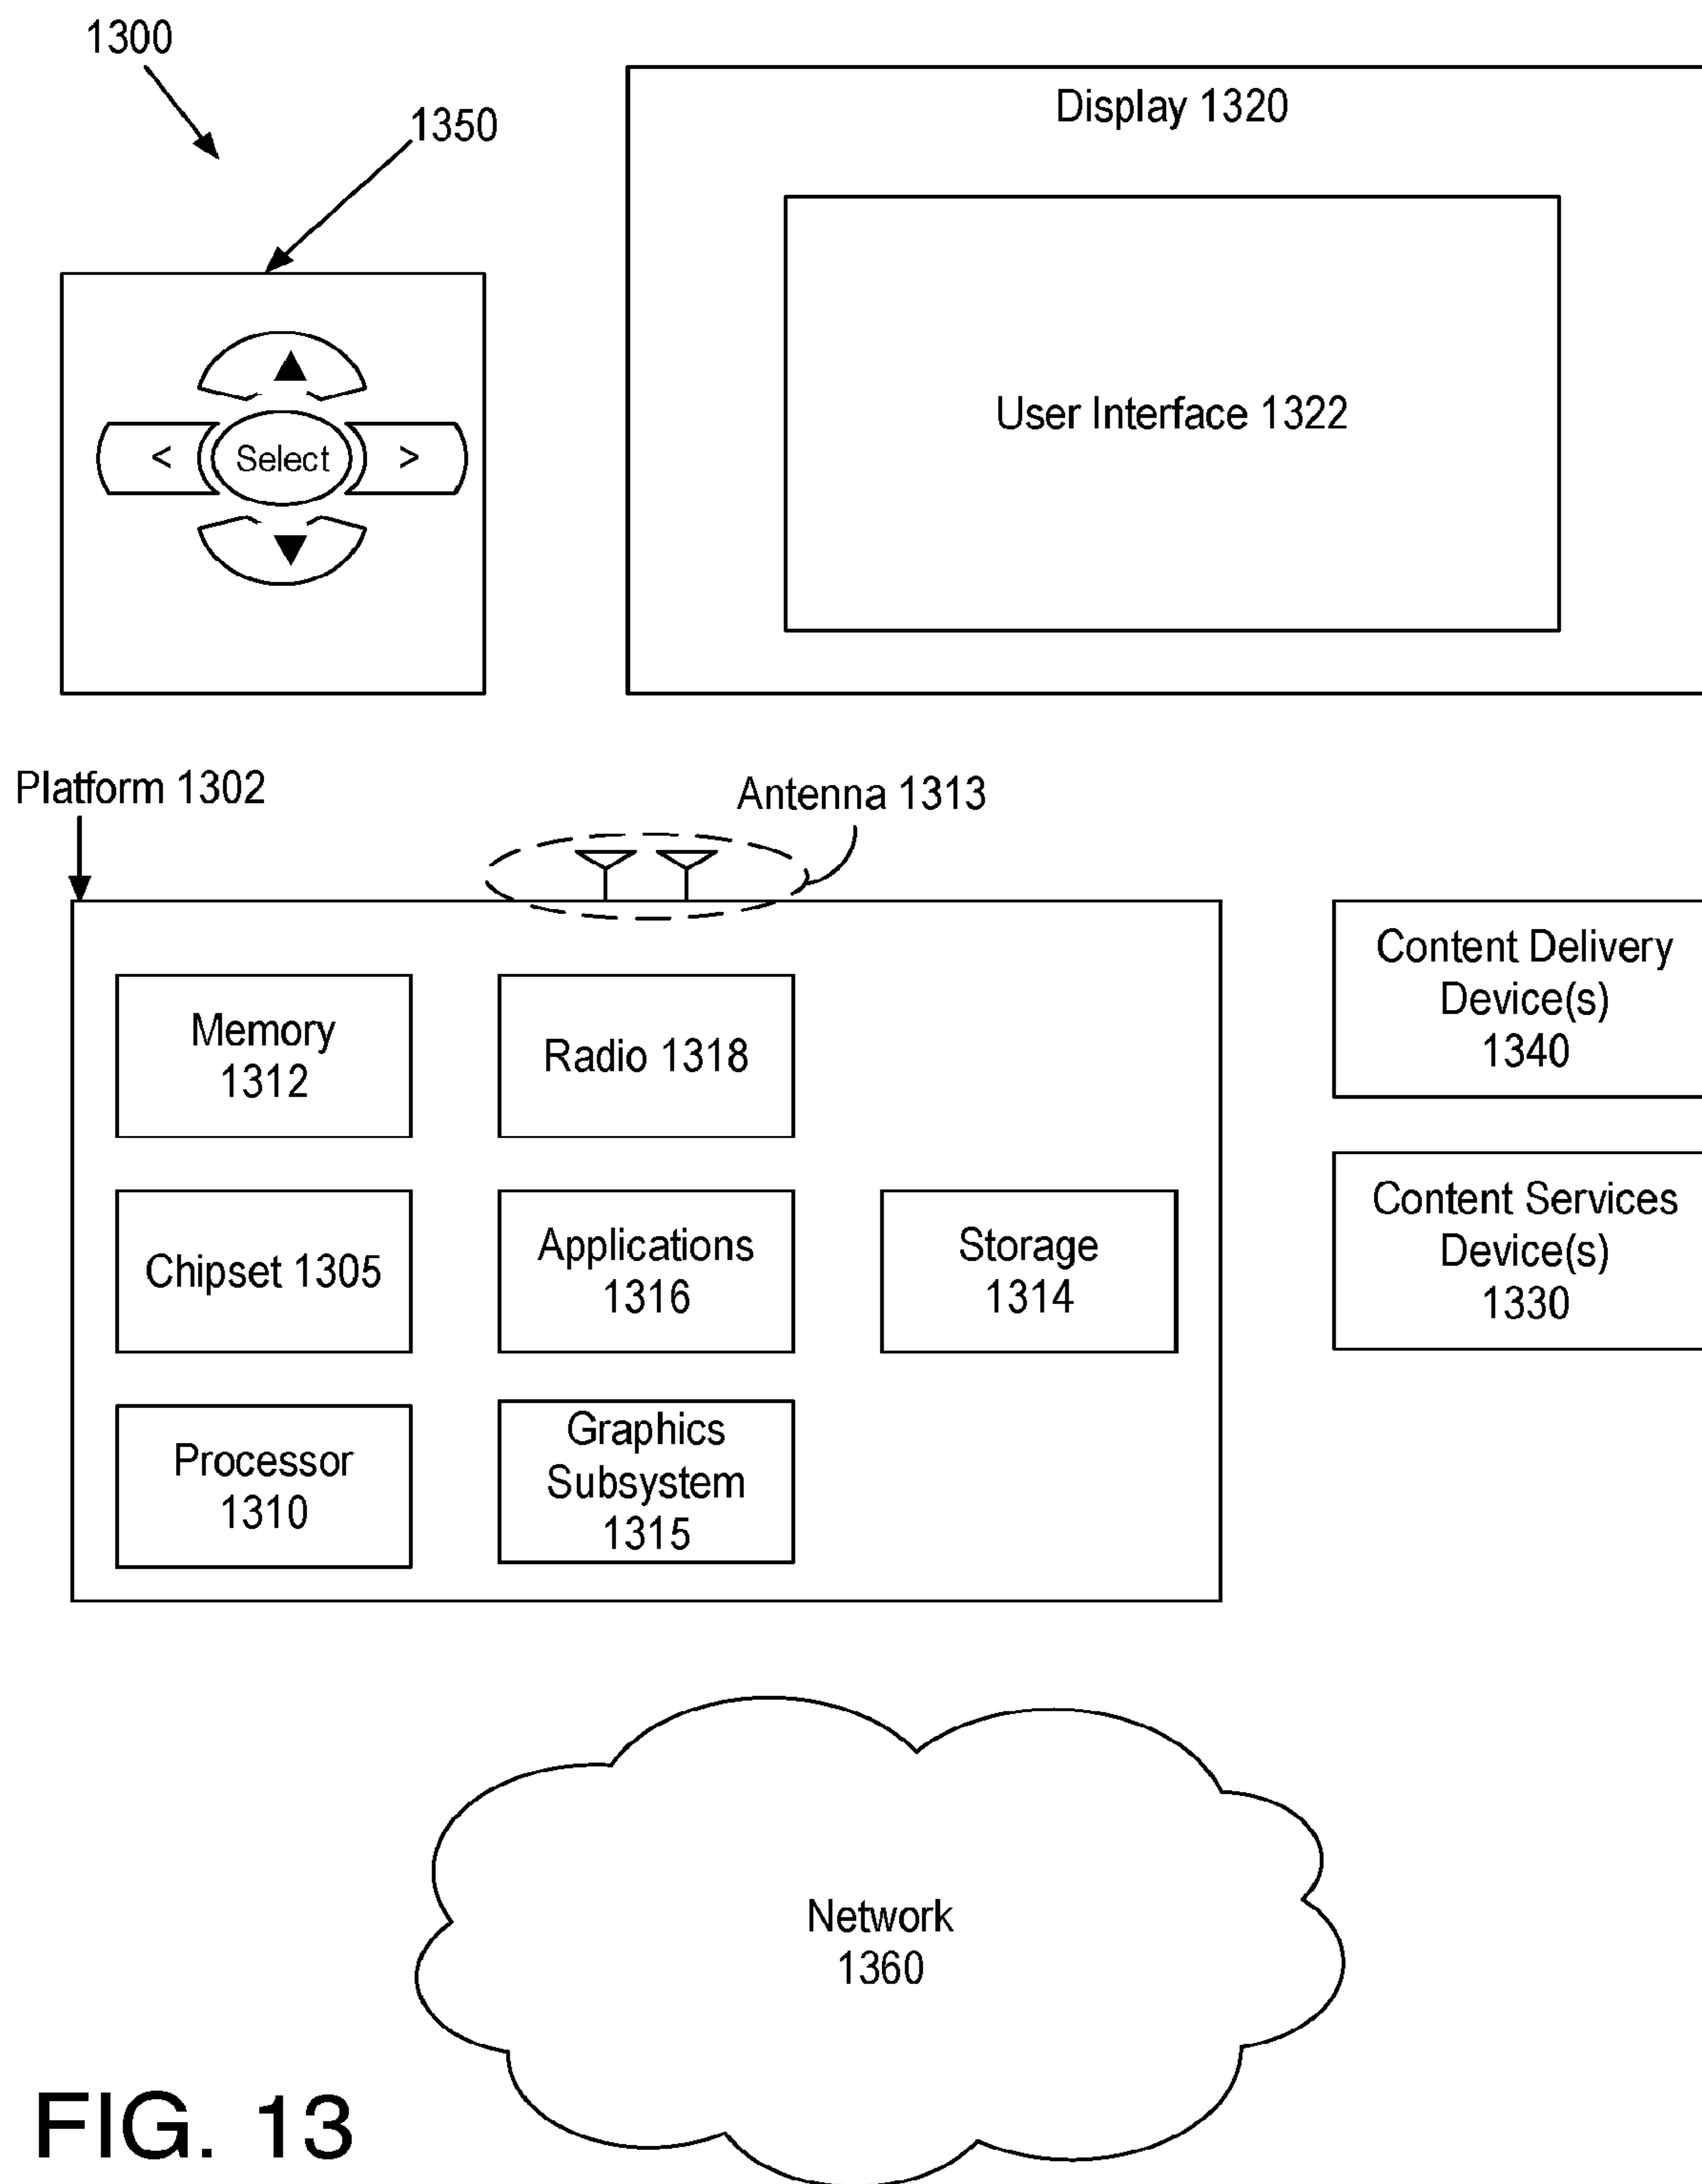 1300
1350
Display 1320
User Interface 1322
<
Select
>
Platform 1302
Antenna 1313
Memory
1312
Radio 1318
Content Delivery
Device(s)
1340
Chipset 1305
Applications
1316
Storage
1314
Content Services
Device(s)
1330
Processor
1310
Graphics
Subsystem
1315
Network
1360
FIG. 13